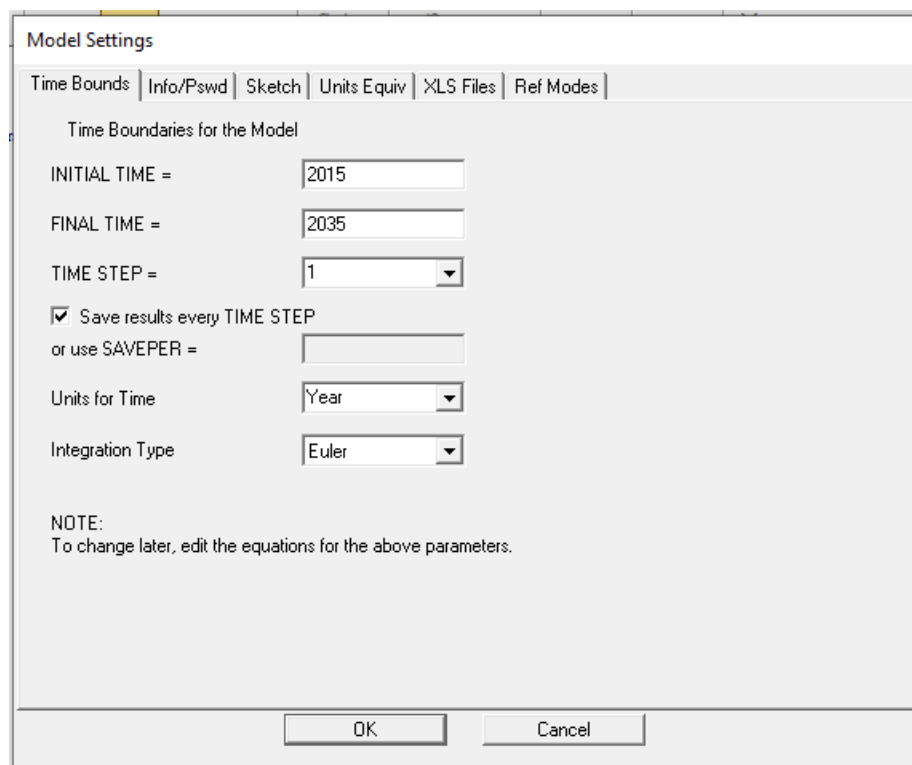 Model Settings
Time Bounds Info/Pswd Sketch Units Equiv XLS Files Ref Modes
Time Boundaries for the Model
INITIAL TIME = 2015
FINAL TIME = 2035
TIME STEP = 1
Save results every TIME STEP
or use SAVEPER =
Units for Time Year
Integration Type Euler
NOTE:
To change later, edit the equations for the above parameters.
OK Cancel